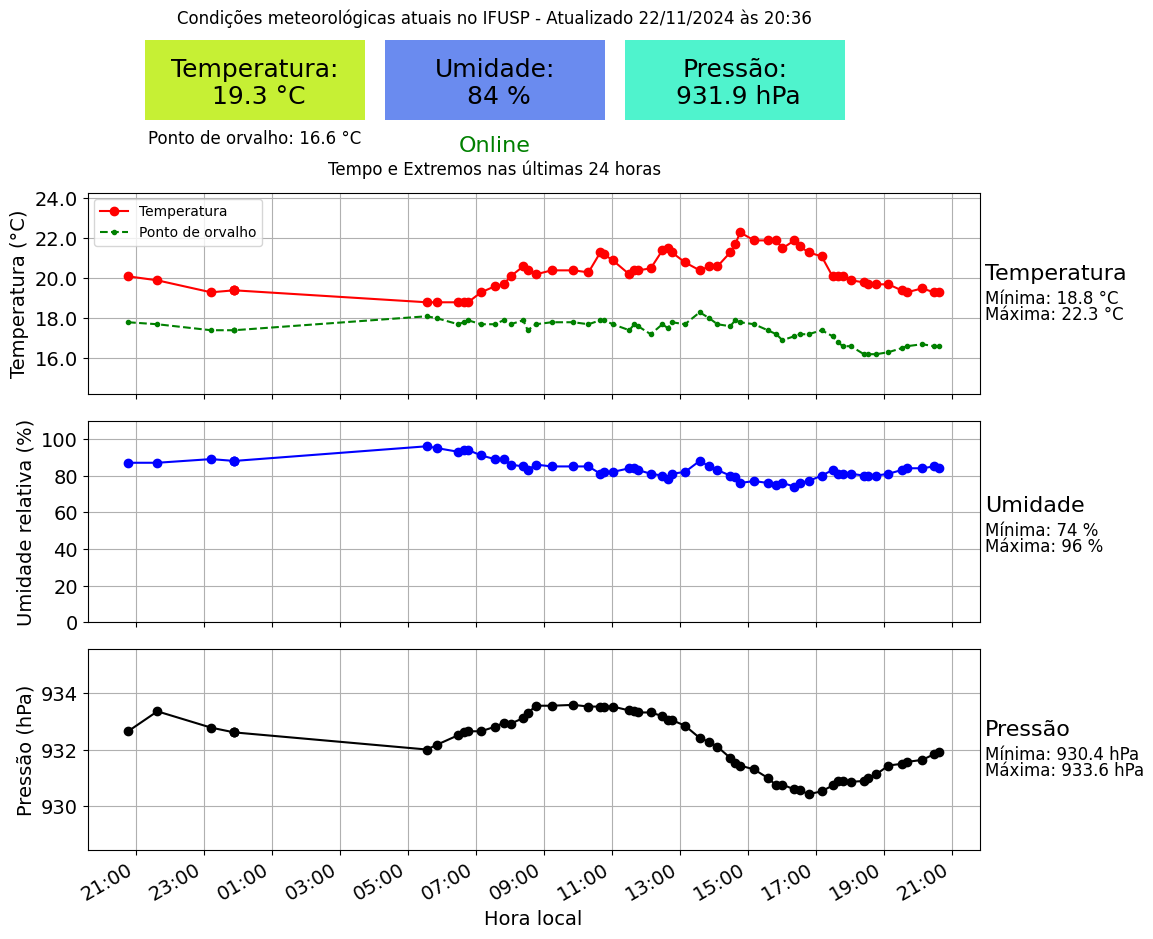 Condições meteorológicas atuais no IFUSP - Atualizado 22/11/2024 às 20:36
Temperatura:
19.3 °C
Umidade:
84 %
Pressão:
931.9 hPa
Ponto de orvalho: 16.6 °C
Online
Tempo e Extremos nas últimas 24 horas
Temperatura (°C)
24.0
22.0
20.0
18.0
16.0
Temperatura
Ponto de orvalho
Temperatura
Mínima: 18.8 °C
Máxima: 22.3 °C
Umidade relativa (%)
100
80
60
40
20
0
Umidade
Mínima: 74 %
Máxima: 96 %
Pressão (hPa)
934
932
930
Pressão
Mínima: 930.4 hPa
Máxima: 933.6 hPa
21:00 23:00 01:00 03:00 05:00 07:00 09:00 11:00 13:00 15:00 17:00 19:00 21:00
Hora local